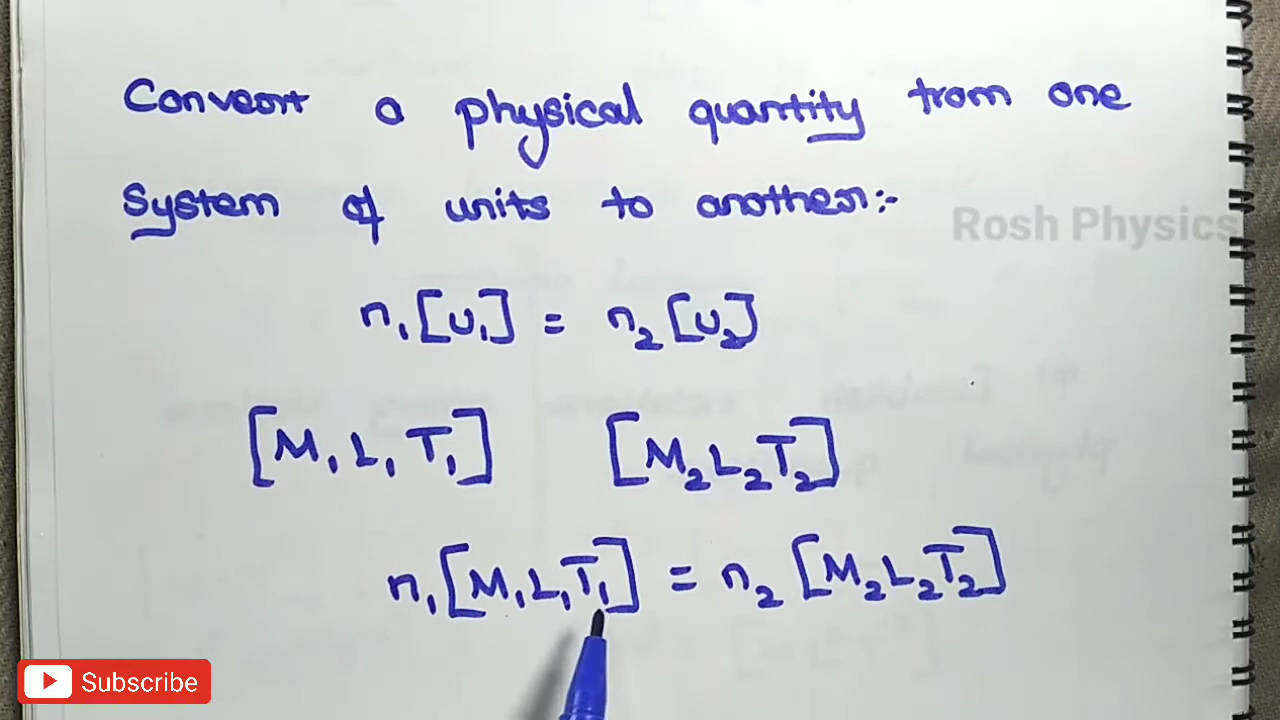 Convert a physical quantity from one
System of units to another:-
Rosh Physics
n₁[u₁] = n₂[u₂]
[M₁L₁T₁] [M₂L₂T₂]
n₁[M₁L₁T₁] = n₂[M₂L₂T₂]
Subscribe